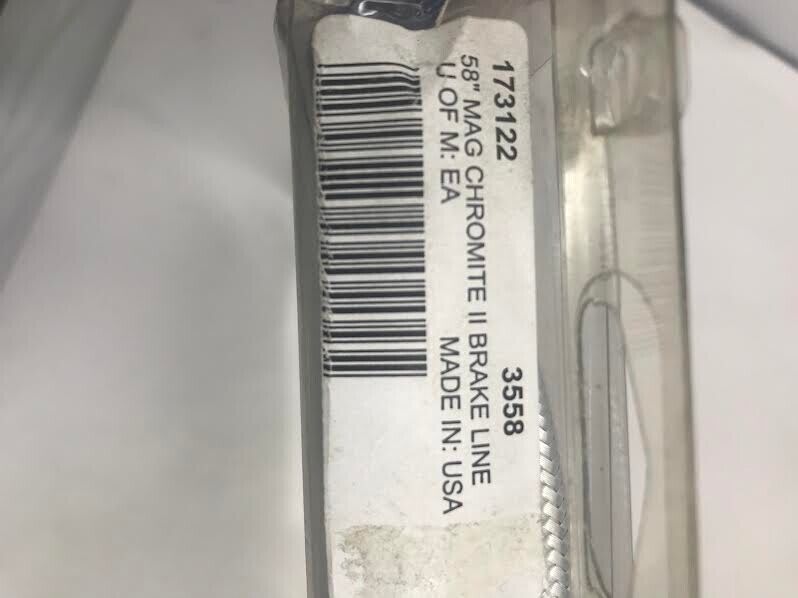 173122 3558
58" MAG CHROMITE II BRAKE LINE
U OF M: EA MADE IN: USA